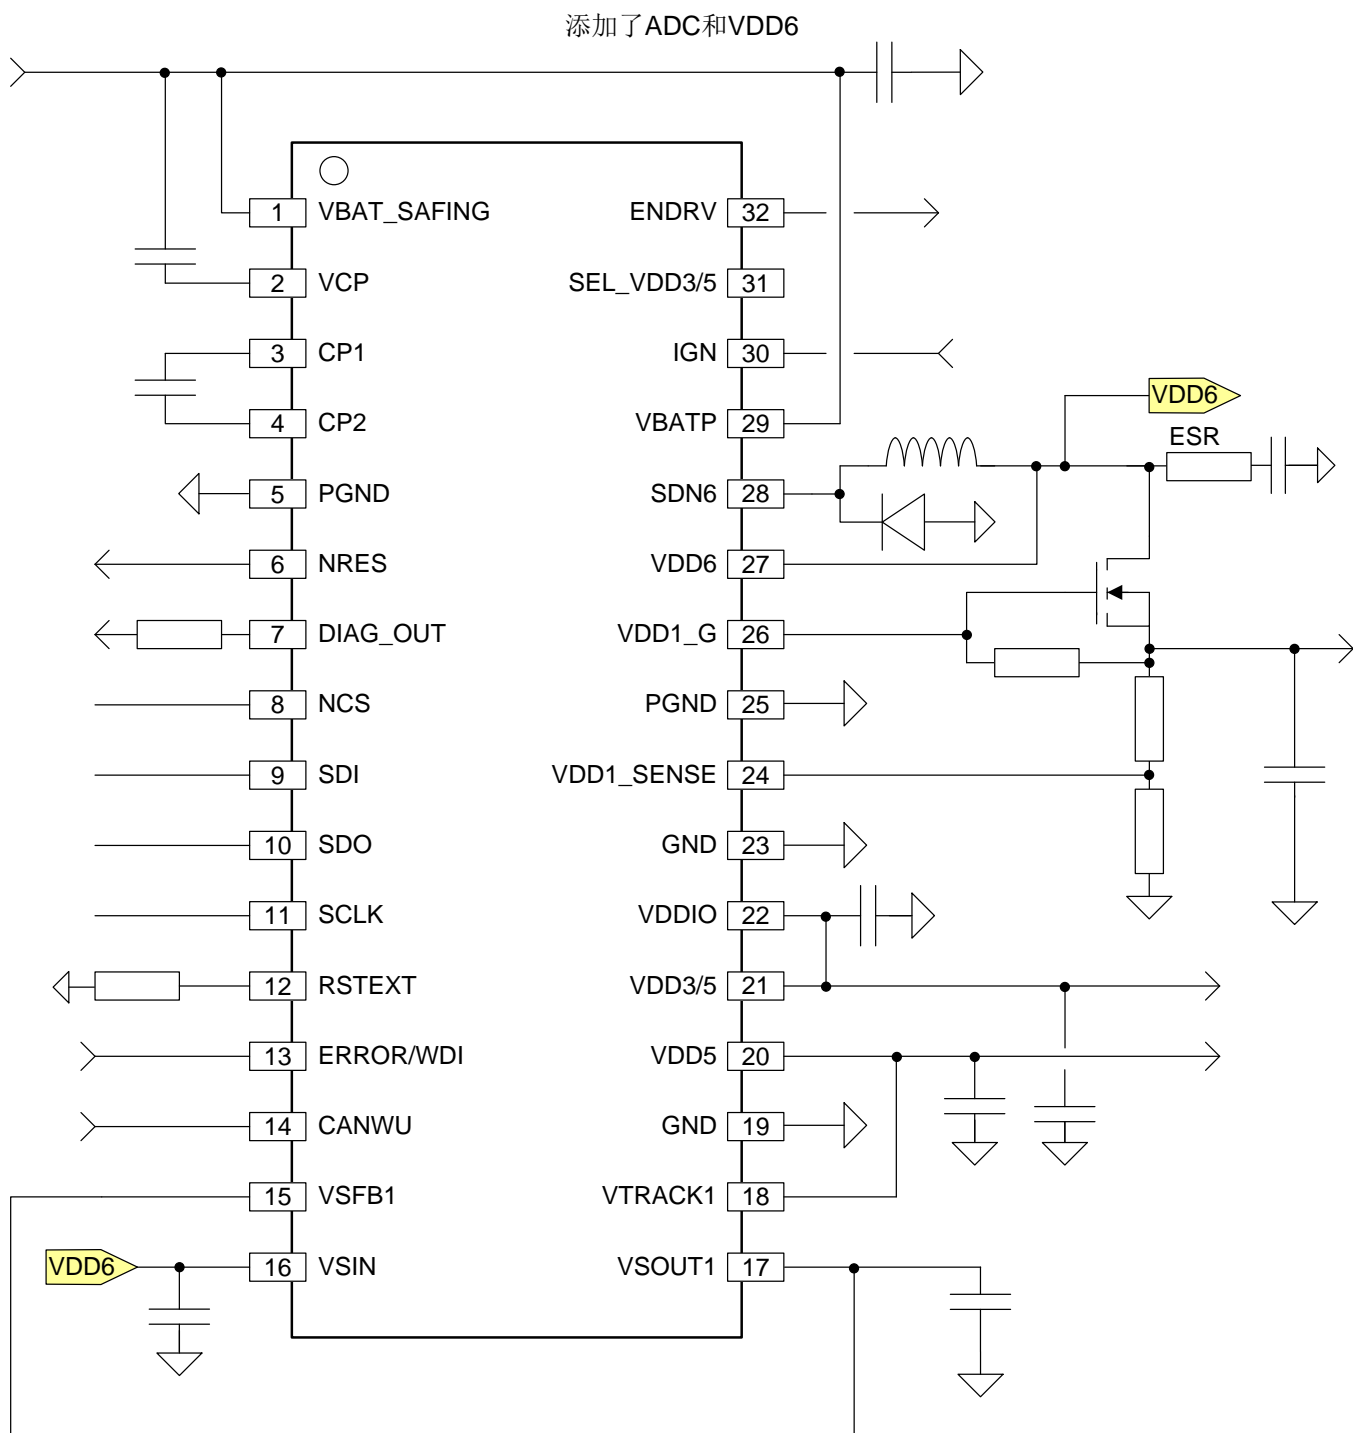 添加了ADC和VDD6
1 VBAT_SAFING ENDRV 32
2 VCP SEL_VDD3/5 31
3 CP1 IGN 30
4 CP2 VBATP 29
VDD6
ESR
5 PGND SDN6 28
6 NRES VDD6 27
7 DIAG_OUT VDD1_G 26
8 NCS PGND 25
9 SDI VDD1_SENSE 24
10 SDO GND 23
11 SCLK VDDIO 22
12 RSTEXT VDD3/5 21
13 ERROR/WDI VDD5 20
14 CANWU GND 19
15 VSFB1 VTRACK1 18
VDD6 16 VSIN VSOUT1 17